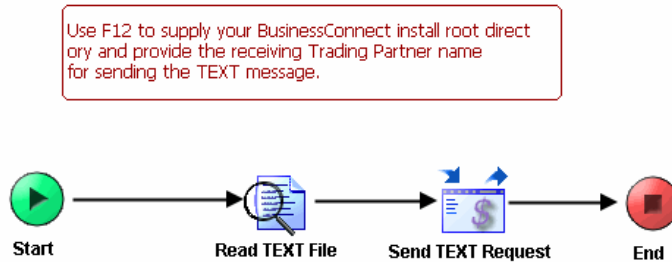 Use F12 to supply your BusinessConnect install root direct
ory and provide the receiving Trading Partner name
for sending the TEXT message.
Start
Read TEXT File
Send TEXT Request
End